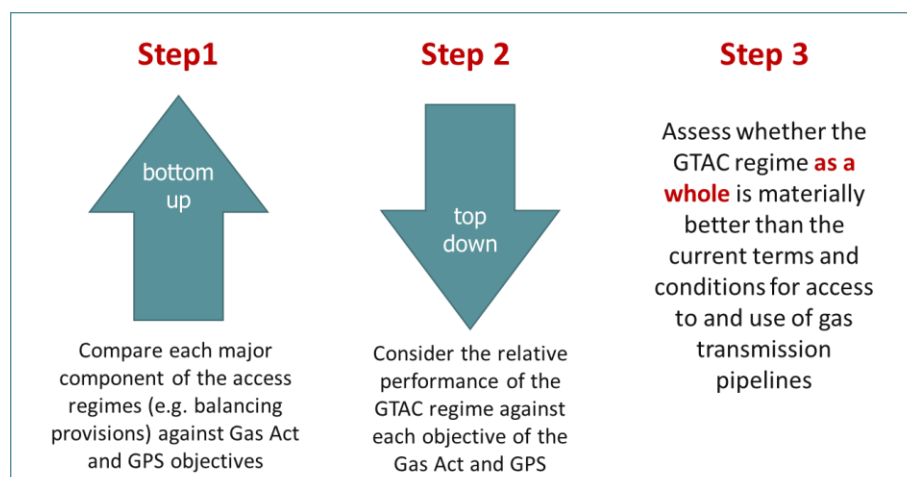 Step1
bottom
up
Compare each major
component of the access
regimes (e.g. balancing
provisions) against Gas Act
and GPS objectives
Step 2
top
down
Consider the relative
performance of the
GTAC regime against
each objective of the
Gas Act and GPS
Step 3
Assess whether the
GTAC regime as a
whole is materially
better than the
current terms and
conditions for access
to and use of gas
transmission
pipelines